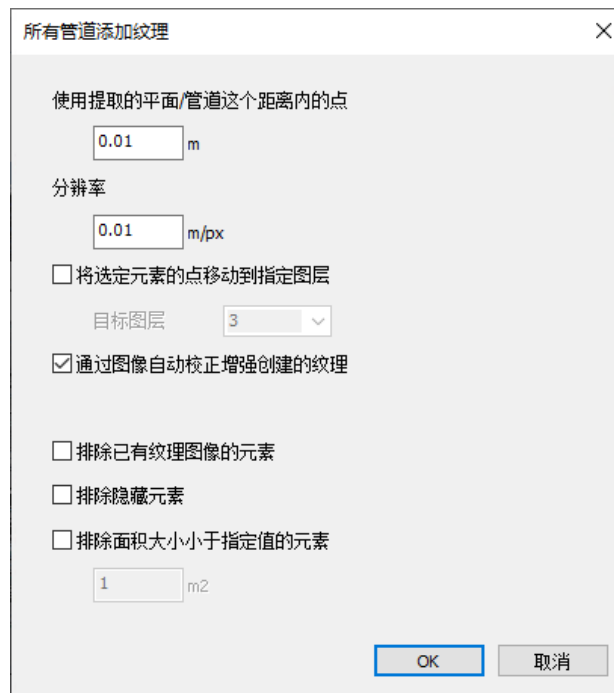 所有管道添加纹理
使用提取的平面/管道这个距离内的点
0.01 m
分辨率
0.01 m/px
将选定元素的点移动到指定图层
目标图层 3
通过图像自动校正增强创建的纹理
排除已有纹理图像的元素
排除隐藏元素
排除面积大小小于指定值的元素
1 m2
OK 取消